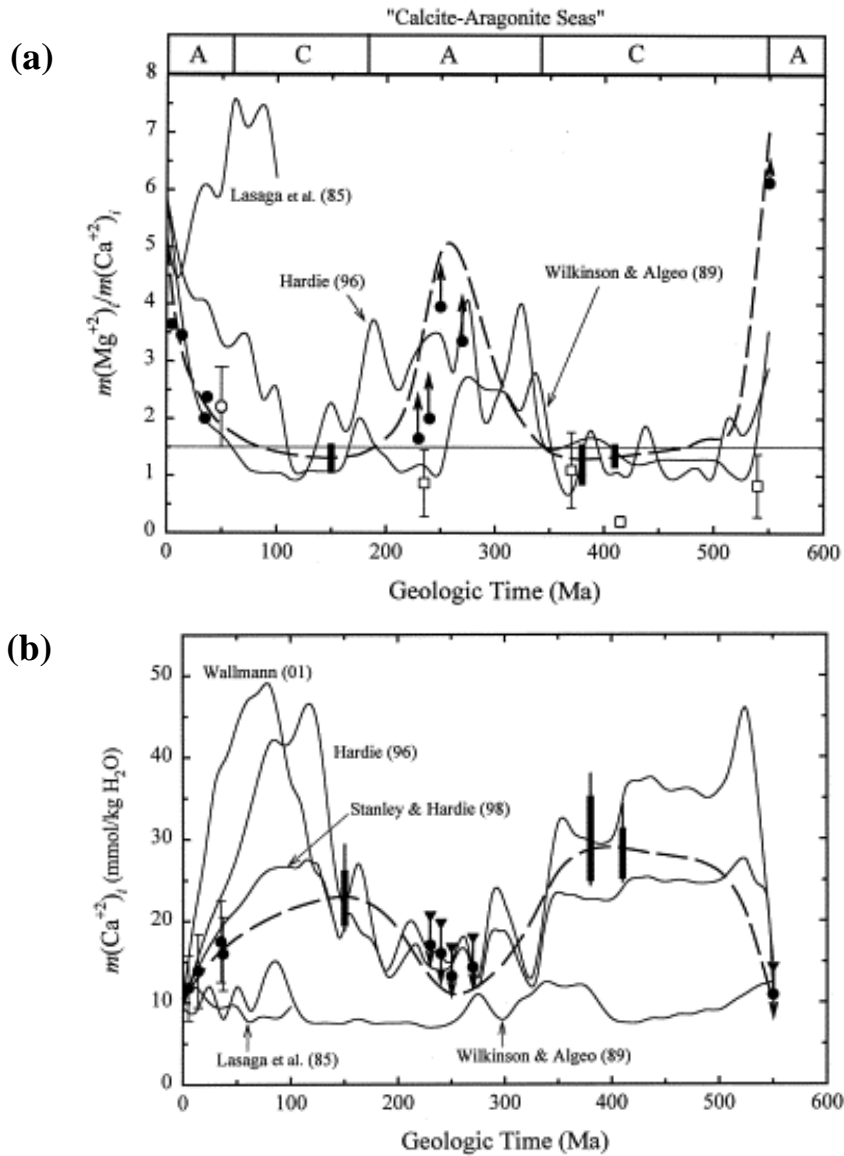 "Calcite-Aragonite Seas"
(a)
A C A C A
8
7
6
5
4
3
2
1
0
m(Mg+2)i/m(Ca+2)i
Lasaga et al. (85)
Hardie (96)
Wilkinson & Algeo (89)
0 100 200 300 400 500 600
Geologic Time (Ma)
(b)
50
40
30
20
10
0
m(Ca+2)i (mmol/kg H2O)
Wallmann (01)
Hardie (96)
Stanley & Hardie (98)
Lasaga et al. (85)
Wilkinson & Algeo (89)
0 100 200 300 400 500 600
Geologic Time (Ma)